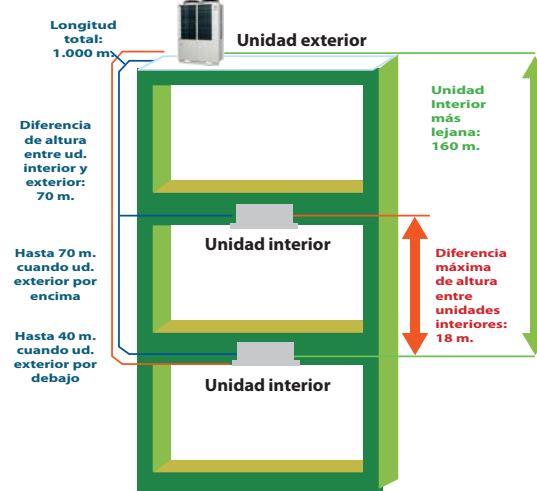 Longitud
total:
1.000 m.
Unidad exterior
Unidad
Interior
más
lejana:
160 m.
Diferencia
de altura
entre ud.
interior y
exterior:
70 m.
Unidad interior
Hasta 70 m.
cuando ud.
exterior por
encima
Diferencia
máxima
de altura
entre
unidades
interiores:
18 m.
Hasta 40 m.
cuando ud.
exterior por
debajo
Unidad interior